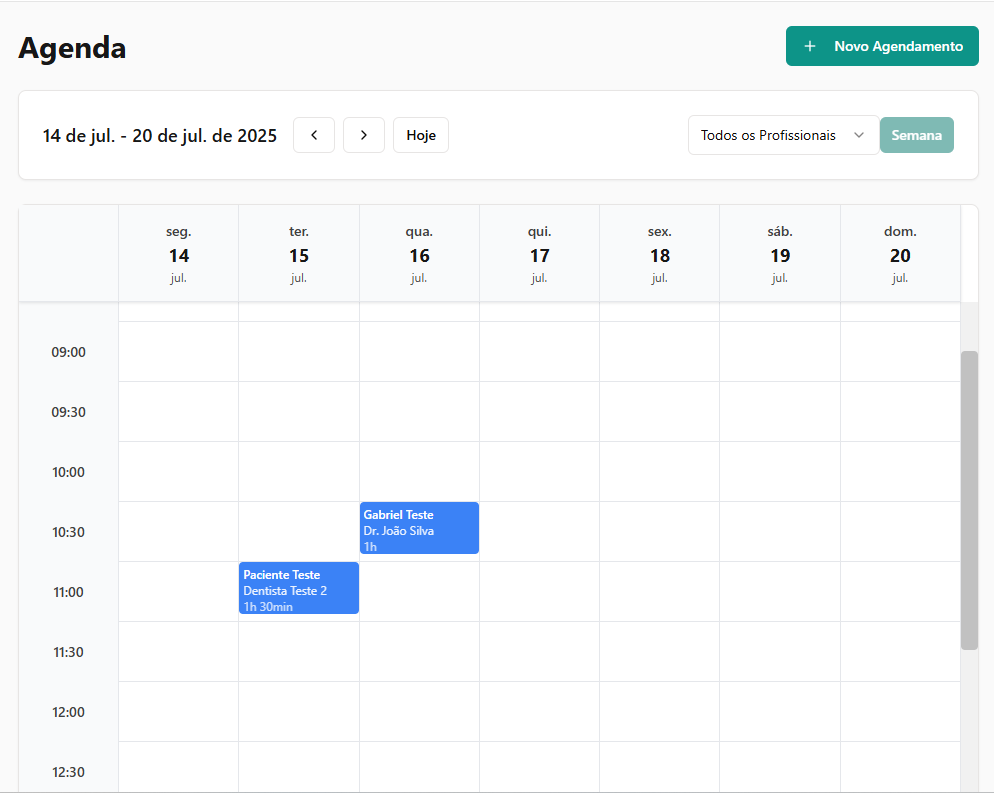 Agenda
+ Novo Agendamento
14 de jul. - 20 de jul. de 2025
Hoje
Todos os Profissionais
Semana
seg. ter. qua. qui. sex. sáb. dom.
14 15 16 17 18 19 20
jul. jul. jul. jul. jul. jul. jul.
09:00
09:30
10:00
10:30
Gabriel Teste
Dr. João Silva
1h
11:00
Paciente Teste
Dentista Teste 2
1h 30min
11:30
12:00
12:30